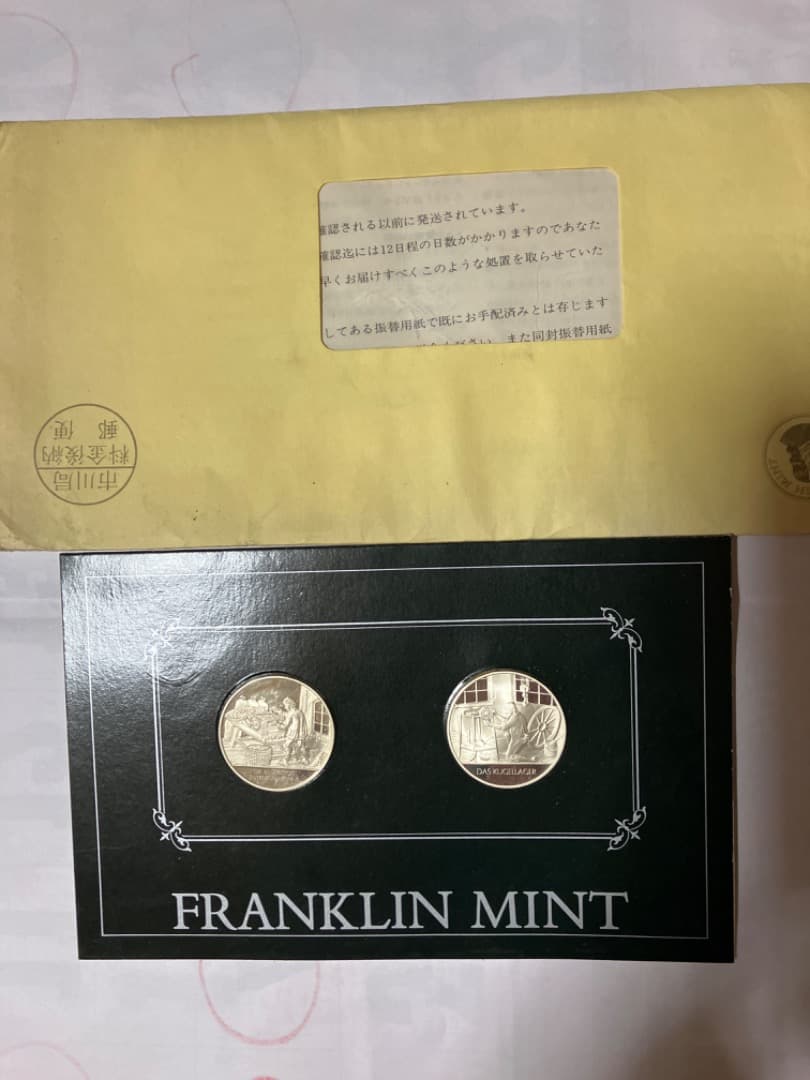 確認される以前に発送されています。
確認迄には12日程の日数がかかりますのであなた
早くお届けすべくこのような処置を取らせていた
してある振替用紙で既にお手配済みとは存じます
ください。また同封振替用紙
市川局
料金後納
郵便
MINT
DAS KUGELLAGER
FRANKLIN MINT